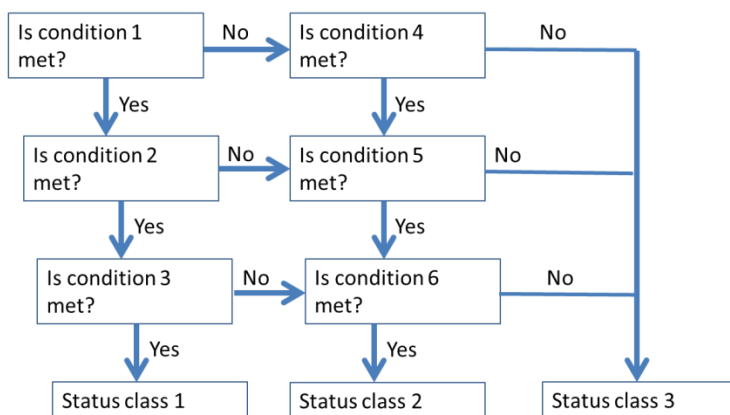 Is condition 1
met?
No
Is condition 4
met?
No
Yes
Yes
Is condition 2
met?
No
Is condition 5
met?
No
Yes
Yes
Is condition 3
met?
No
Is condition 6
met?
No
Yes
Yes
Status class 1
Status class 2
Status class 3